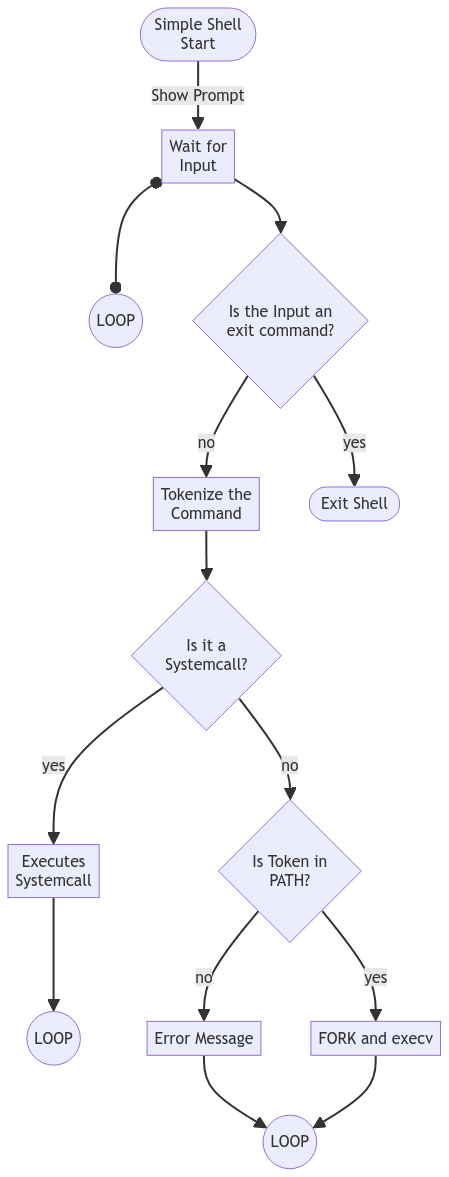 Simple Shell
Start
Show Prompt
Wait for
Input
LOOP
Is the Input an
exit command?
no
yes
Tokenize the
Command
Exit Shell
Is it a
Systemcall?
yes
no
Executes
Systemcall
Is Token in
PATH?
no
yes
LOOP
Error Message
FORK and execv
LOOP